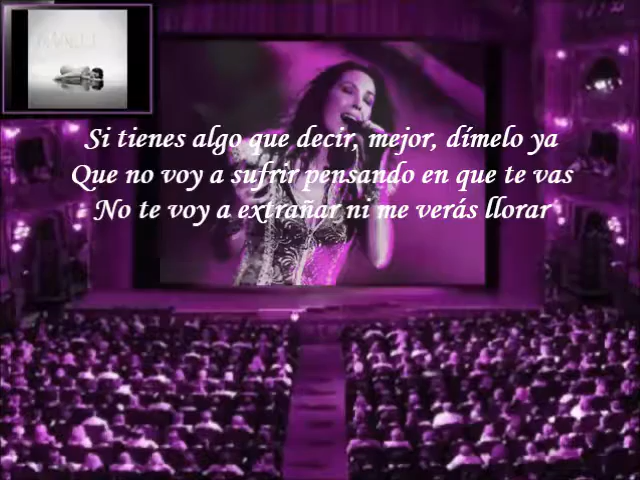 Si tienes algo que decir, mejor, dímelo ya
Que no voy a sufrir pensando en que te vas
No te voy a extrañar ni me verás llorar